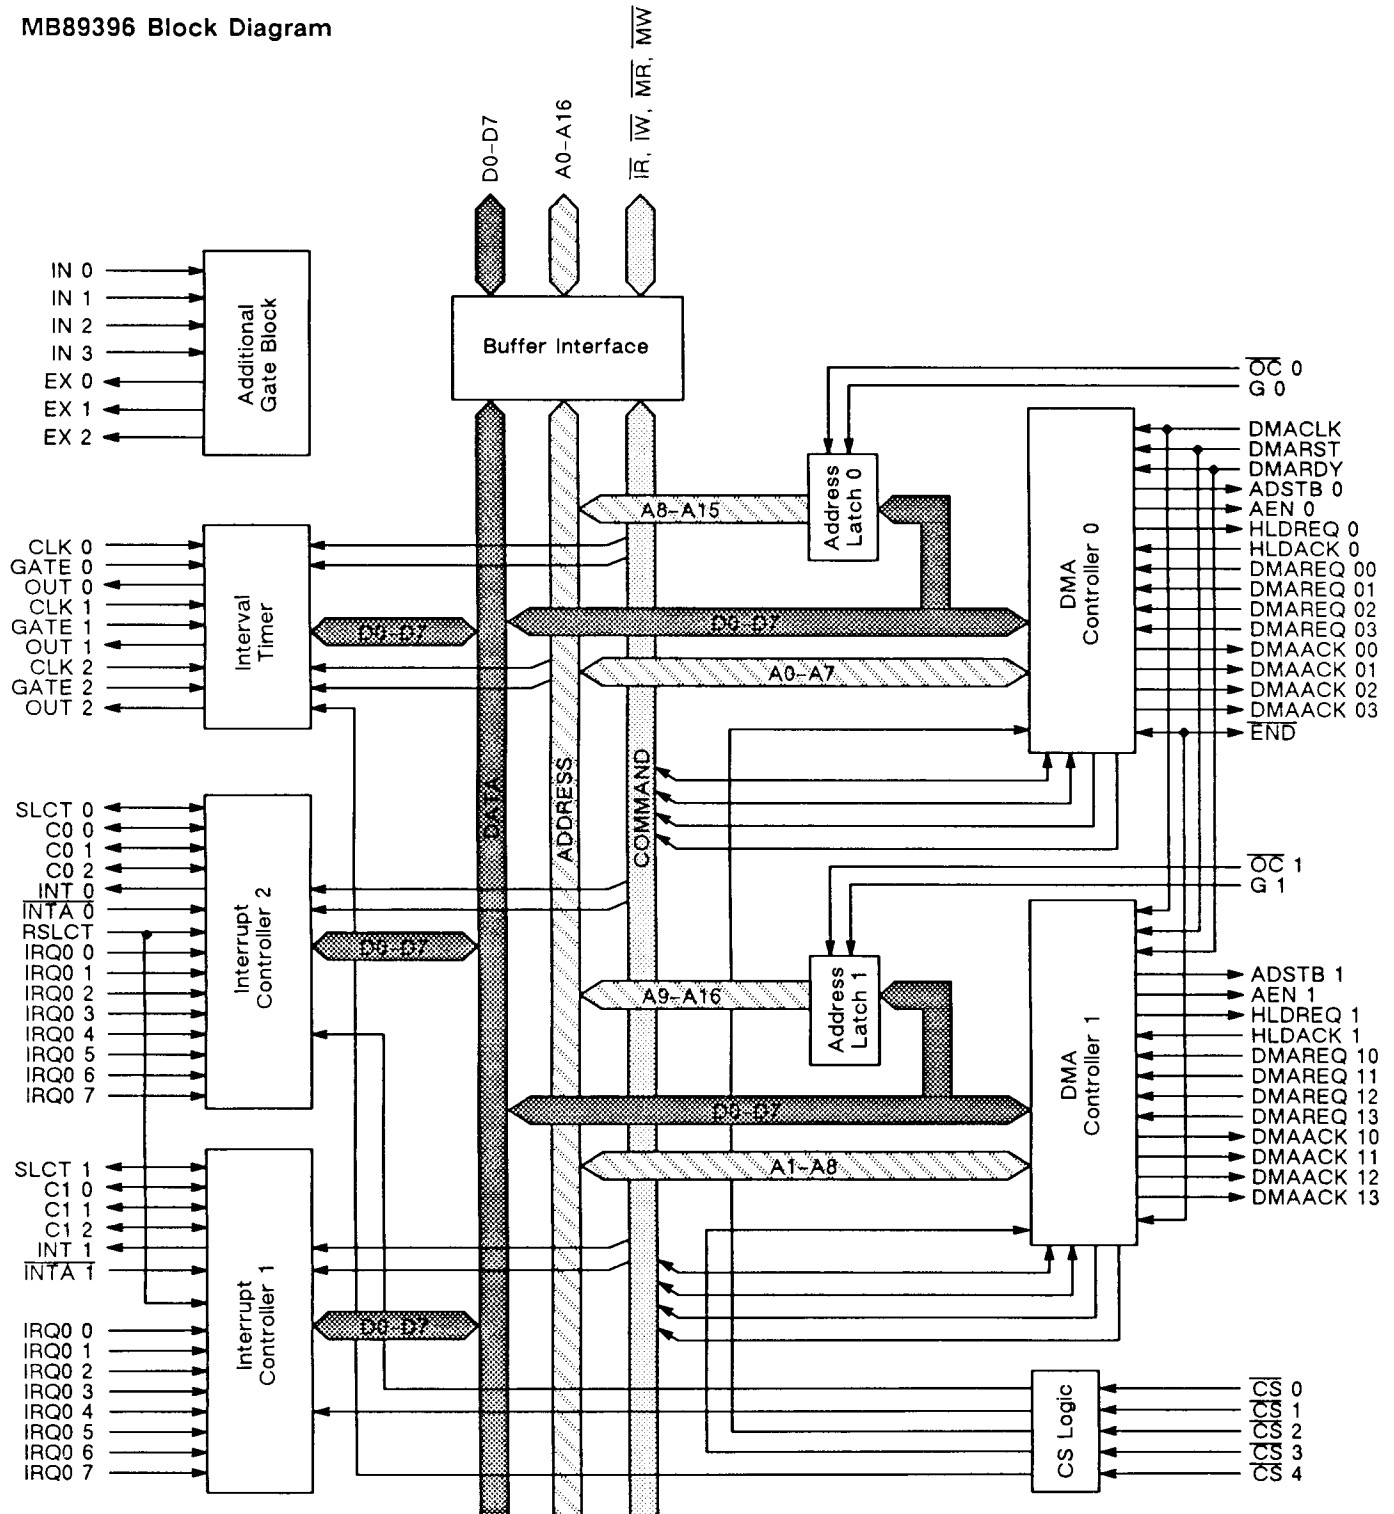 MB89396 Block Diagram
D0-D7
A0-A16
IR, IW, MR, MW
IN 0
IN 1
IN 2
IN 3
EX 0
EX 1
EX 2
Additional
Gate Block
Buffer Interface
CLK 0
GATE 0
OUT 0
CLK 1
GATE 1
OUT 1
CLK 2
GATE 2
OUT 2
Interval
Timer
D0-D7
SLCT 0
C0 0
C0 1
C0 2
INT 0
INTA 0
RSLCT
IRQ0 0
IRQ0 1
IRQ0 2
IRQ0 3
IRQ0 4
IRQ0 5
IRQ0 6
IRQ0 7
Interrupt
Controller 2
D0-D7
SLCT 1
C1 0
C1 1
C1 2
INT 1
INTA 1
IRQ0 0
IRQ0 1
IRQ0 2
IRQ0 3
IRQ0 4
IRQ0 5
IRQ0 6
IRQ0 7
Interrupt
Controller 1
D0-D7
DATA
ADDRESS
COMMAND
A8-A15
Address
Latch 0
D0-D7
A0-A7
DMA
Controller 0
OC 0
G 0
DMACLK
DMARST
DMARDY
ADSTB 0
AEN 0
HLDREQ 0
HLDACK 0
DMAREQ 00
DMAREQ 01
DMAREQ 02
DMAREQ 03
DMAACK 00
DMAACK 01
DMAACK 02
DMAACK 03
END
A9-A16
Address
Latch 1
D0-D7
A1-A8
DMA
Controller 1
OC 1
G 1
ADSTB 1
AEN 1
HLDREQ 1
HLDACK 1
DMAREQ 10
DMAREQ 11
DMAREQ 12
DMAREQ 13
DMAACK 10
DMAACK 11
DMAACK 12
DMAACK 13
CS Logic
CS 0
CS 1
CS 2
CS 3
CS 4